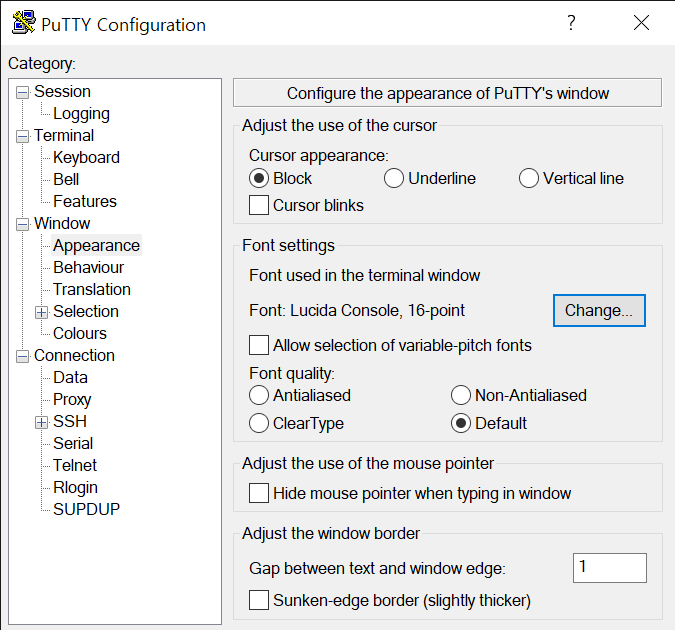 PuTTY Configuration
?
Category:
Session
Logging
Terminal
Keyboard
Bell
Features
Window
Appearance
Behaviour
Translation
Selection
Colours
Connection
Data
Proxy
SSH
Serial
Telnet
Rlogin
SUPDUP
Configure the appearance of PuTTY's window
Adjust the use of the cursor
Cursor appearance:
Block Underline Vertical line
Cursor blinks
Font settings
Font used in the terminal window
Font: Lucida Console, 16-point Change...
Allow selection of variable-pitch fonts
Font quality:
Antialiased Non-Antialiased
ClearType Default
Adjust the use of the mouse pointer
Hide mouse pointer when typing in window
Adjust the window border
Gap between text and window edge: 1
Sunken-edge border (slightly thicker)